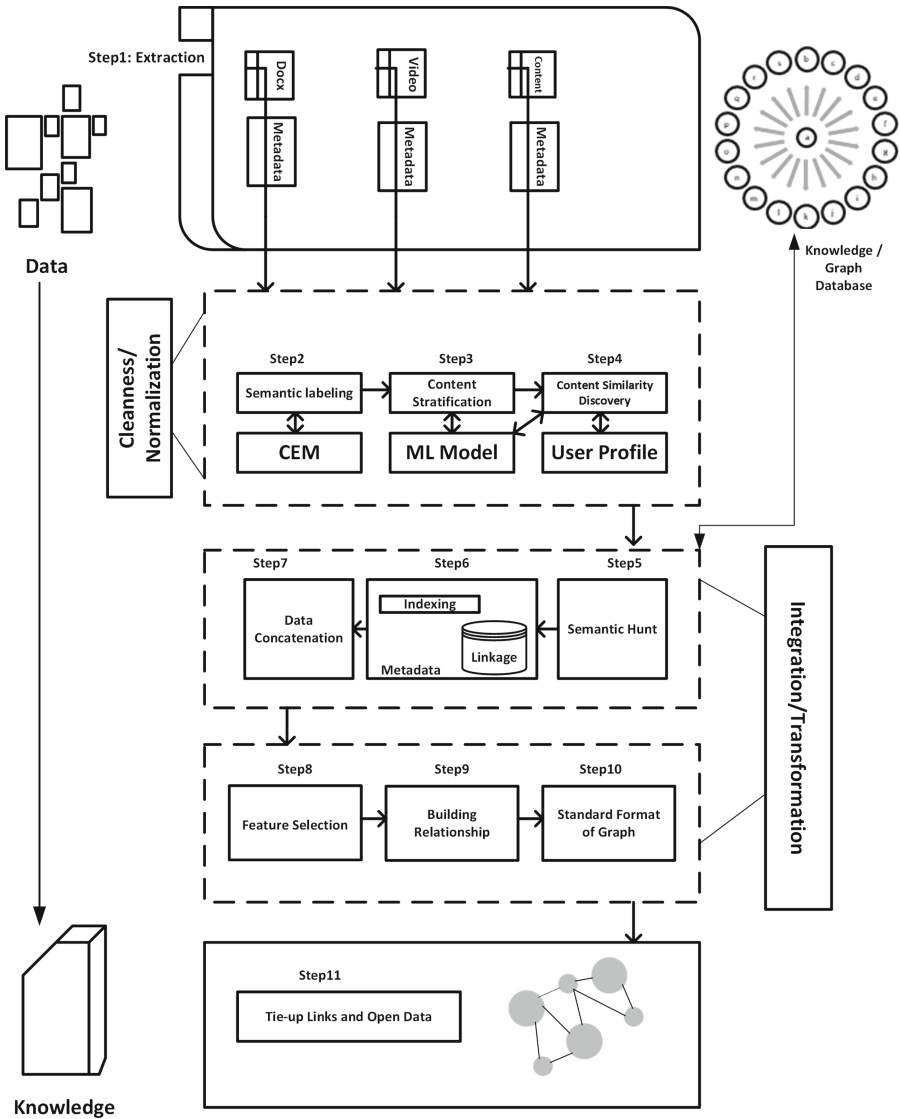 Step1: Extraction
Docx
Video
Content
Metadata
Metadata
Metadata
Data
a
b
c
d
e
f
g
h
i
j
k
l
m
n
o
p
q
r
s
Knowledge /
Graph
Database
Cleanness/
Normalization
Step2
Step3
Step4
Semantic labeling
Content
Stratification
Content Similarity
Discovery
CEM
ML Model
User Profile
Step7
Step6
Step5
Data
Concatenation
Indexing
Linkage
Metadata
Semantic Hunt
Integration/Transformation
Step8
Step9
Step10
Feature Selection
Building
Relationship
Standard Format
of Graph
Step11
Tie-up Links and Open Data
Knowledge